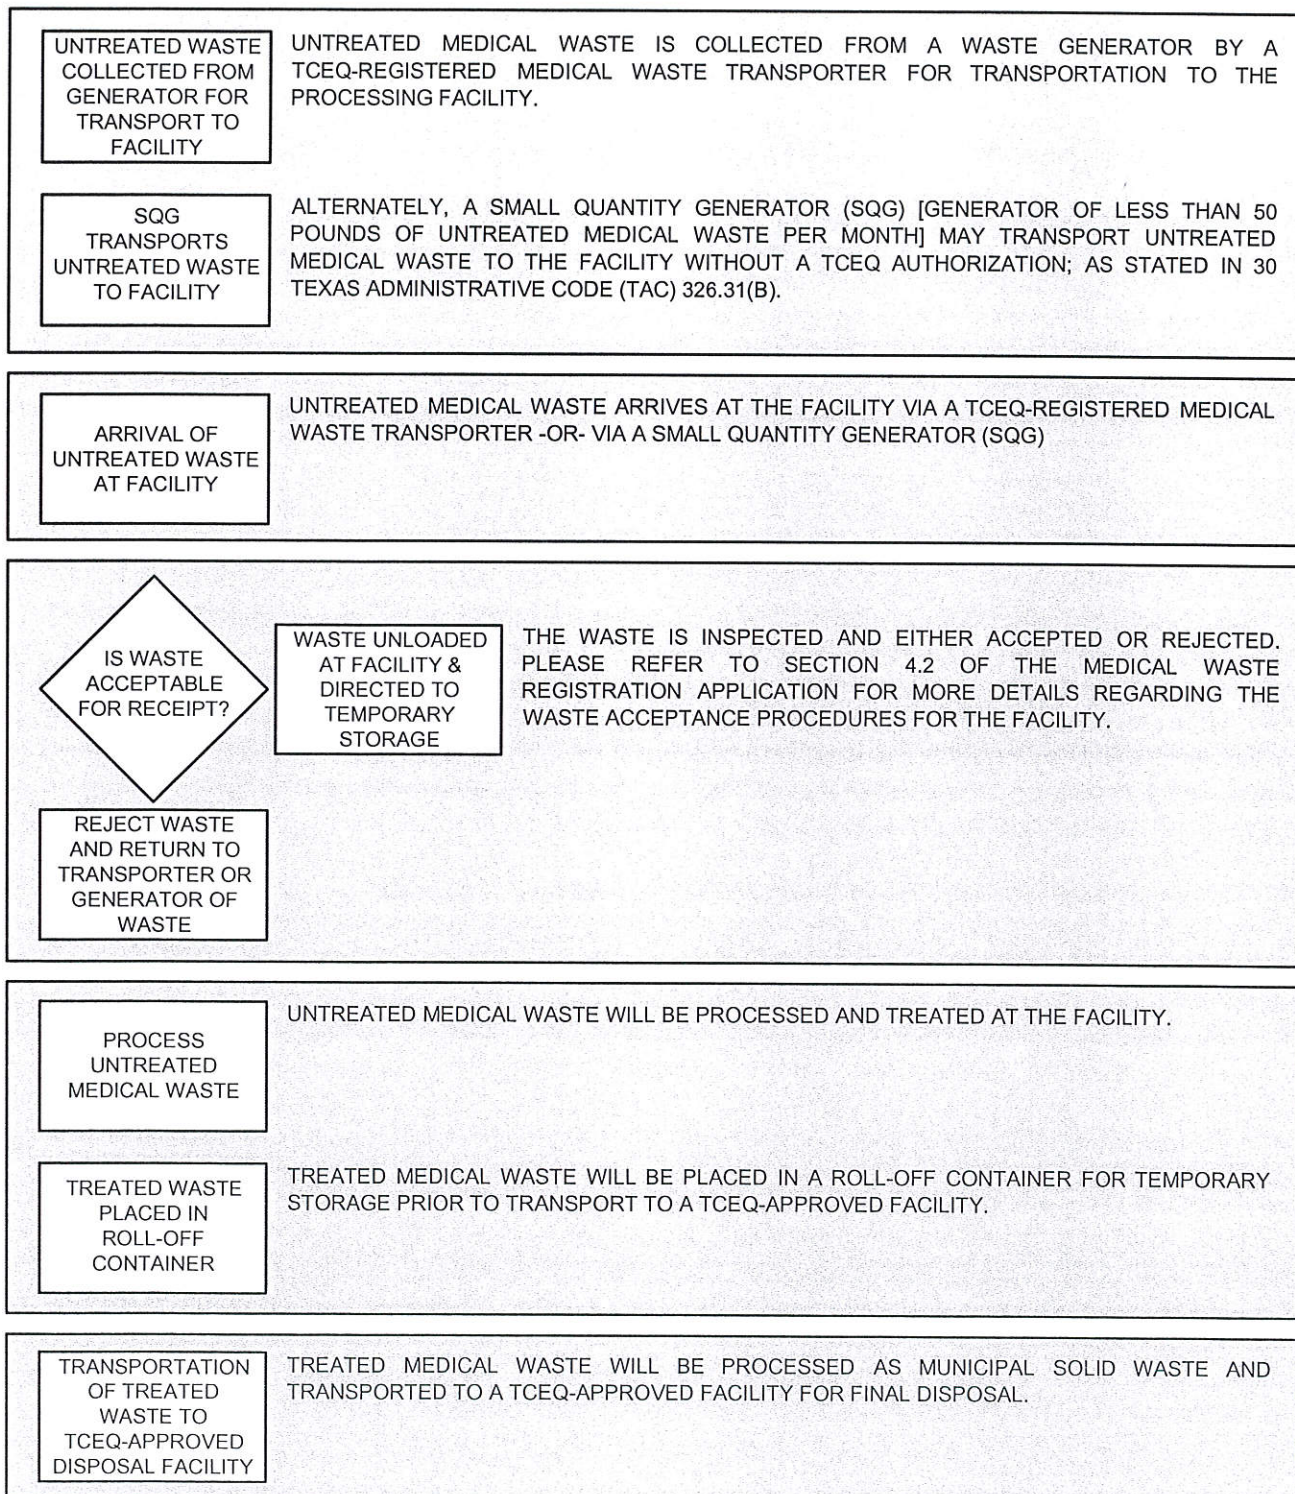 UNTREATED WASTE
COLLECTED FROM
GENERATOR FOR
TRANSPORT TO
FACILITY
UNTREATED MEDICAL WASTE IS COLLECTED FROM A WASTE GENERATOR BY A
TCEQ-REGISTERED MEDICAL WASTE TRANSPORTER FOR TRANSPORTATION TO THE
PROCESSING FACILITY.
SQG
TRANSPORTS
UNTREATED WASTE
TO FACILITY
ALTERNATELY, A SMALL QUANTITY GENERATOR (SQG) [GENERATOR OF LESS THAN 50
POUNDS OF UNTREATED MEDICAL WASTE PER MONTH] MAY TRANSPORT UNTREATED
MEDICAL WASTE TO THE FACILITY WITHOUT A TCEQ AUTHORIZATION; AS STATED IN 30
TEXAS ADMINISTRATIVE CODE (TAC) 326.31(B).
ARRIVAL OF
UNTREATED WASTE
AT FACILITY
UNTREATED MEDICAL WASTE ARRIVES AT THE FACILITY VIA A TCEQ-REGISTERED MEDICAL
WASTE TRANSPORTER -OR- VIA A SMALL QUANTITY GENERATOR (SQG)
IS WASTE
ACCEPTABLE
FOR RECEIPT?
WASTE UNLOADED
AT FACILITY &
DIRECTED TO
TEMPORARY
STORAGE
THE WASTE IS INSPECTED AND EITHER ACCEPTED OR REJECTED.
PLEASE REFER TO SECTION 4.2 OF THE MEDICAL WASTE
REGISTRATION APPLICATION FOR MORE DETAILS REGARDING THE
WASTE ACCEPTANCE PROCEDURES FOR THE FACILITY.
REJECT WASTE
AND RETURN TO
TRANSPORTER OR
GENERATOR OF
WASTE
PROCESS
UNTREATED
MEDICAL WASTE
UNTREATED MEDICAL WASTE WILL BE PROCESSED AND TREATED AT THE FACILITY.
TREATED WASTE
PLACED IN
ROLL-OFF
CONTAINER
TREATED MEDICAL WASTE WILL BE PLACED IN A ROLL-OFF CONTAINER FOR TEMPORARY
STORAGE PRIOR TO TRANSPORT TO A TCEQ-APPROVED FACILITY.
TRANSPORTATION
OF TREATED
WASTE TO
TCEQ-APPROVED
DISPOSAL FACILITY
TREATED MEDICAL WASTE WILL BE PROCESSED AS MUNICIPAL SOLID WASTE AND
TRANSPORTED TO A TCEQ-APPROVED FACILITY FOR FINAL DISPOSAL.